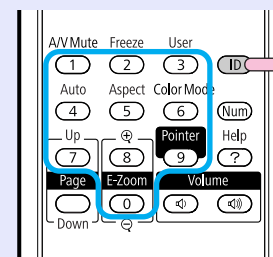 A/V Mute Freeze User
1 2 3 ID
Auto Aspect Color Mode
4 5 6 Num
Up Pointer Help
7 8 9 ?
Page E-Zoom Volume
0
Down